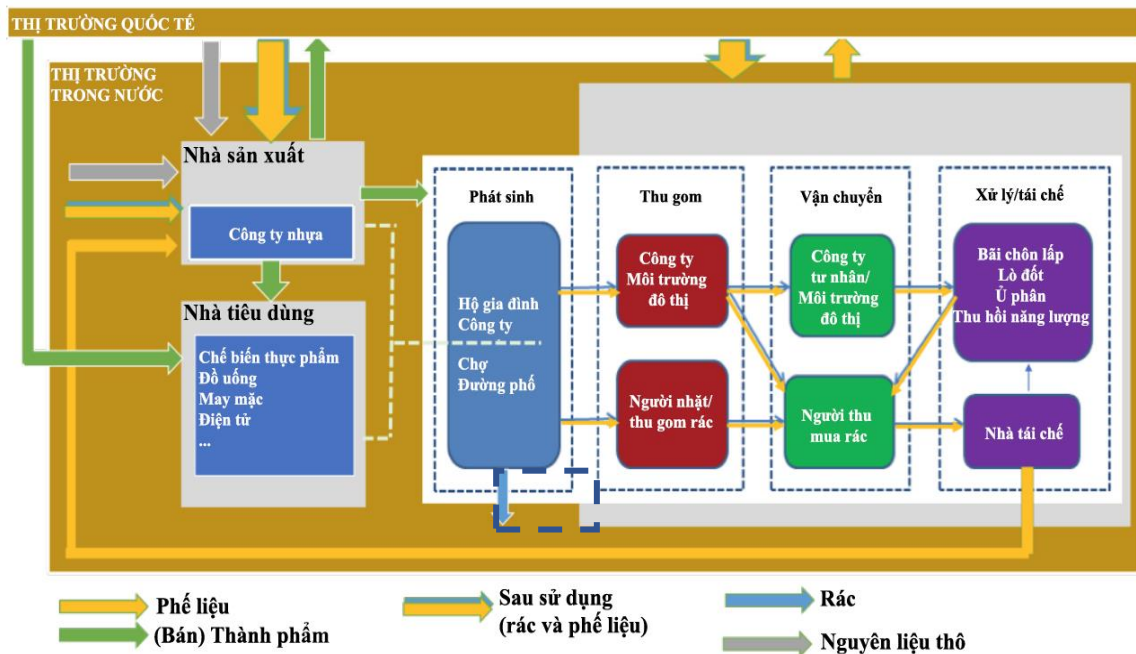 THỊ TRƯỜNG QUỐC TẾ
THỊ TRƯỜNG
TRONG NƯỚC
Nhà sản xuất
Công ty nhựa
Nhà tiêu dùng
Chế biến thực phẩm
Đồ uống
May mặc
Điện tử
...
Phát sinh
Hộ gia đình
Công ty
Chợ
Đường phố
Thu gom
Công ty
Môi trường
đô thị
Người nhặt/
thu gom rác
Vận chuyển
Công ty
tư nhân/
Môi trường
đô thị
Người thu
mua rác
Xử lý/tái chế
Bãi chôn lấp
Lò đốt
Ủ phân
Thu hồi năng lượng
Nhà tái chế
Phế liệu
(Bán) Thành phẩm
Sau sử dụng
(rác và phế liệu)
Rác
Nguyên liệu thô